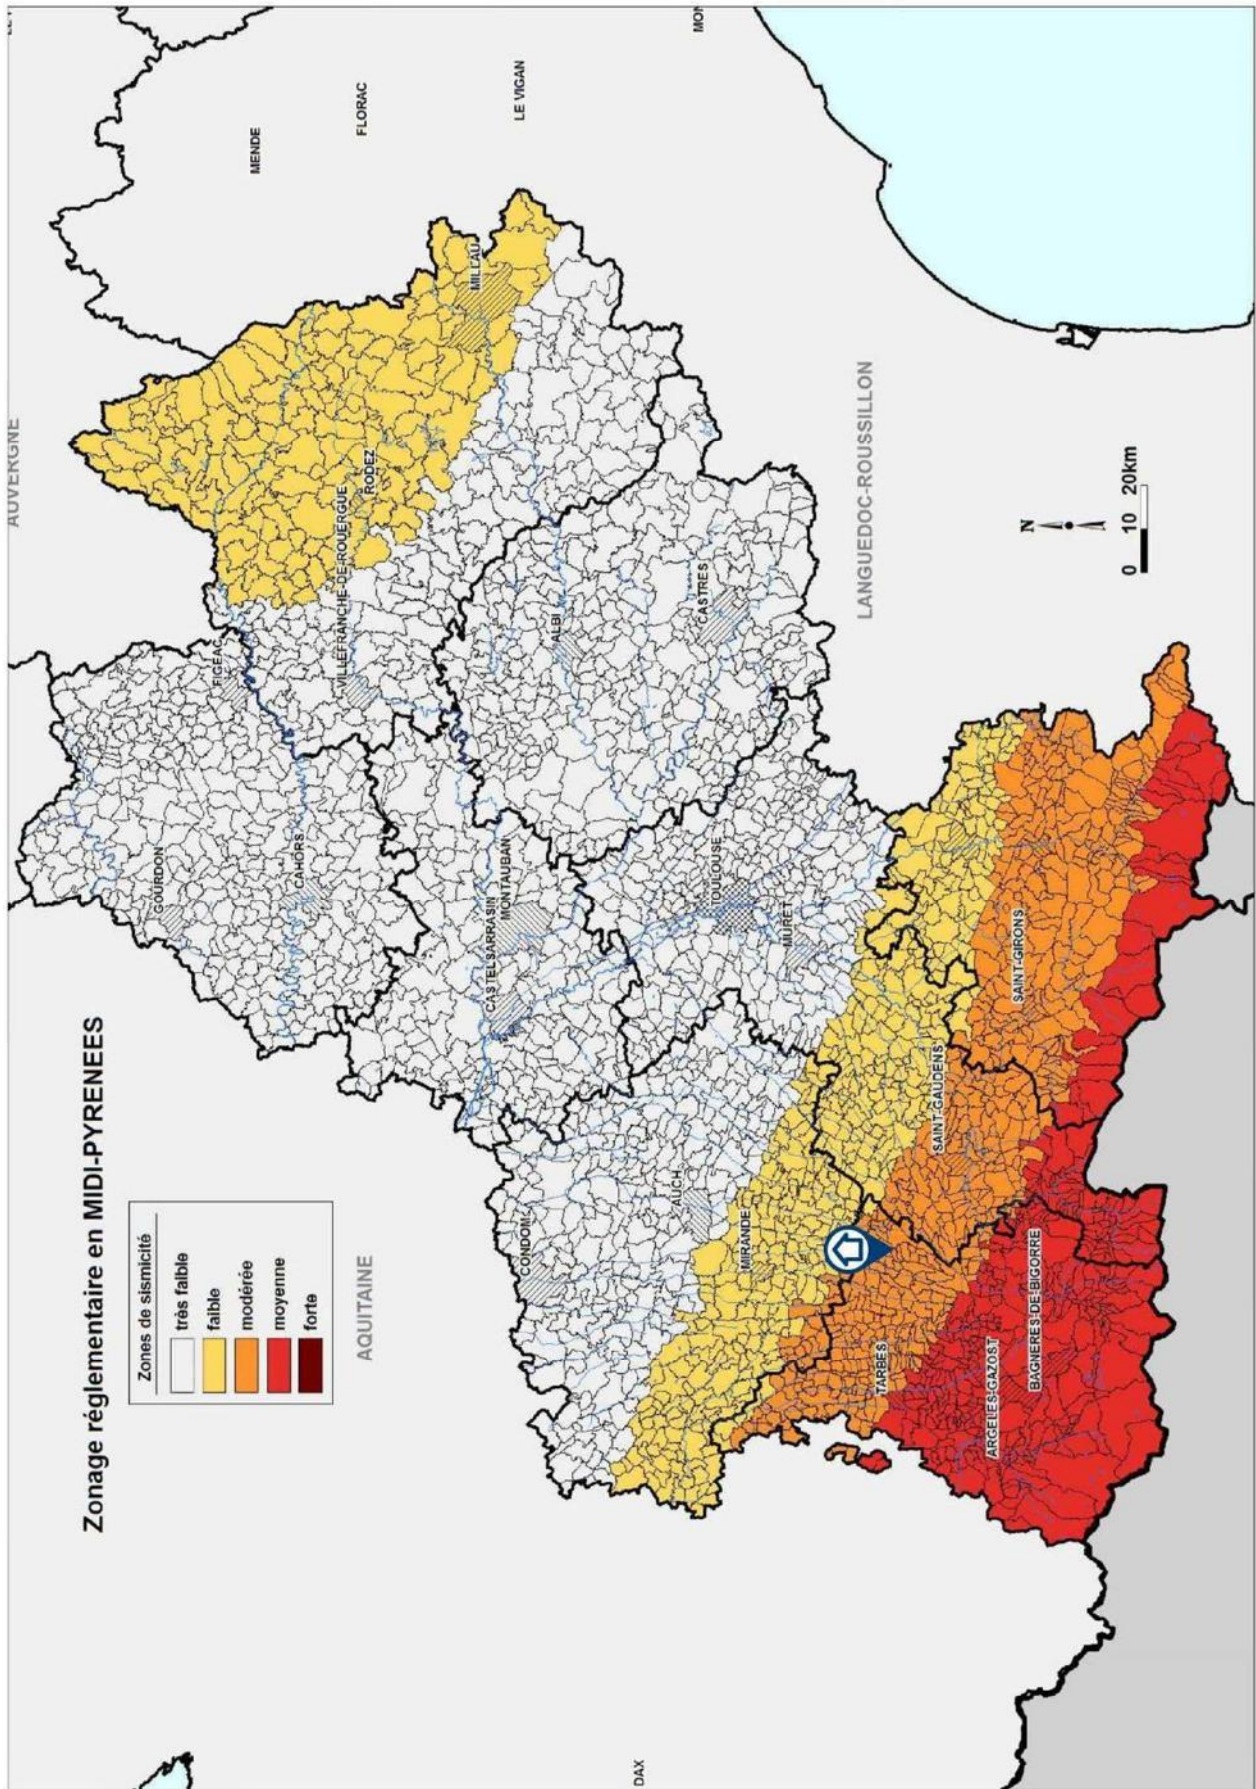 Zonage réglementaire en MIDI-PYRENEES
Zones de sismicité
très faible
faible
modérée
moyenne
forte
AUVERGNE
AQUITAINE
LANGUEDOC-ROUSSILLON
MENDE
FLORAC
LE VIGAN
DAX
GOURDON
FIGEAC
CAHORS
VILLEFRANCHE-DE-ROUERGUE
RODEZ
MILLAU
CASTELSARRASIN
MONTAUBAN
ALBI
CONDOM
AUCH
TOULOUSE
CASTRES
MIRANDE
MURET
TARBES
SAINT-GAUDENS
SAINT-GIRONS
ARGELES-GAZOST
BAGNERES-DE-BIGORRE
N
0 10 20km